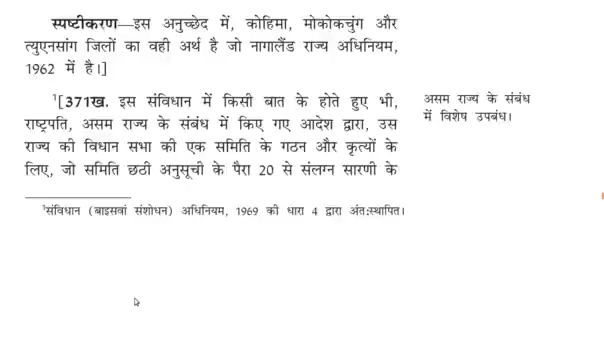 स्पष्टीकरण—इस अनुच्छेद में, कोहिमा, मोकोकचुंग और
त्युएनसांग जिलों का वही अर्थ है जो नागालैंड राज्य अधिनियम,
1962 में है।]
¹[371ख. इस संविधान में किसी बात के होते हुए भी,
राष्ट्रपति, असम राज्य के संबंध में किए गए आदेश द्वारा, उस
राज्य की विधान सभा की एक समिति के गठन और कृत्यों के
लिए, जो समिति छठी अनुसूची के पैरा 20 से संलग्न सारणी के
असम राज्य के संबंध
में विशेष उपबंध।
¹संविधान (बाइसवां संशोधन) अधिनियम, 1969 की धारा 4 द्वारा अंत:स्थापित।